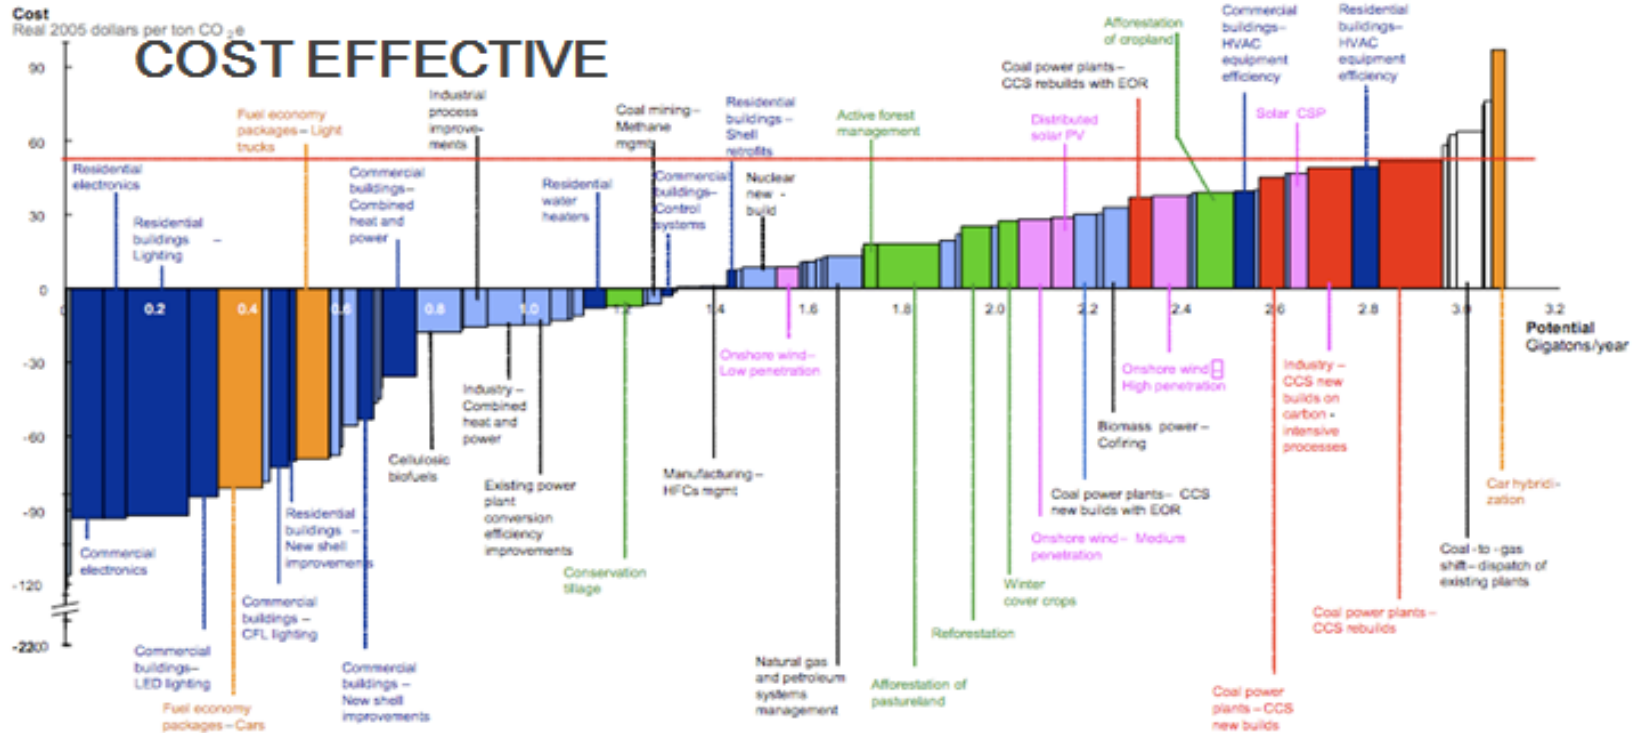 Cost
Real 2005 dollars per ton CO2e
COST EFFECTIVE
90
60
30
0
-30
-60
-90
-120
-2200
Residential
electronics
Residential
buildings –
Lighting
Fuel economy
packages – Light
trucks
Commercial
buildings–
Combined
heat and
power
Industrial
process
improve-
ments
Residential
water
heaters
Coal mining–
Methane
mgmt
Commercial
buildings–
Control
systems
Residential
buildings –
Shell
retrofits
Nuclear
new -
build
Active forest
management
Coal power plants–
CCS rebuilds with EOR
Distributed
solar PV
Afforestation
of cropland
Commercial
buildings–
HVAC
equipment
efficiency
Solar CSP
Residential
buildings–
HVAC
equipment
efficiency
0.2
0.4
0.6
0.8
1.0
1.2
1.4
1.6
1.8
2.0
2.2
2.4
2.6
2.8
3.0
3.2
Potential
Gigatons/year
Commercial
electronics
Commercial
buildings–
LED lighting
Fuel economy
packages – Cars
Commercial
buildings –
CFL lighting
Residential
buildings –
New shell
improvements
Commercial
buildings –
New shell
improvements
Cellulosic
biofuels
Industry –
Combined
heat and
power
Existing power
plant
conversion
efficiency
improvements
Conservation
tillage
Manufacturing –
HFCs mgmt
Onshore wind–
Low penetration
Natural gas
and petroleum
systems
management
Afforestation of
pastureland
Reforestation
Winter
cover crops
Onshore wind – Medium
penetration
Coal power plants– CCS
new builds with EOR
Biomass power –
Cofiring
Onshore wind
High penetration
Coal power
plants – CCS
new builds
Industry –
CCS new
builds on
carbon -
intensive
processes
Coal power plants –
CCS rebuilds
Coal -to -gas
shift– dispatch of
existing plants
Car hybridi-
zation